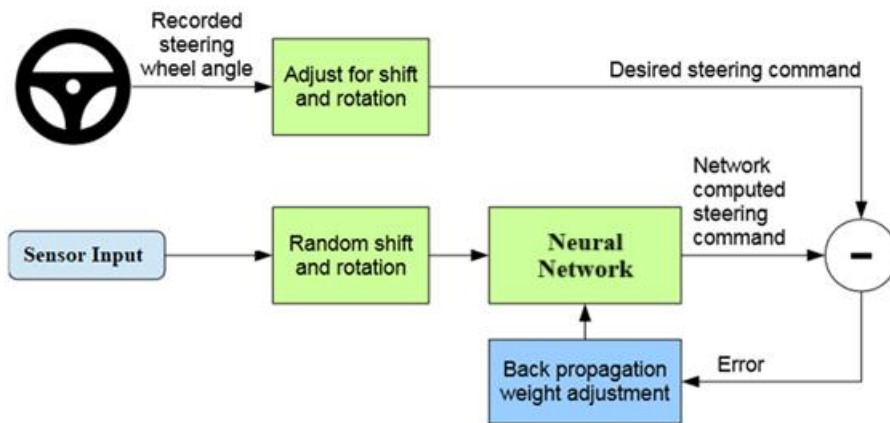 Recorded
steering
wheel angle
Adjust for shift
and rotation
Desired steering command
Network
computed
steering
command
Sensor Input
Random shift
and rotation
Neural
Network
-
Back propagation
weight adjustment
Error